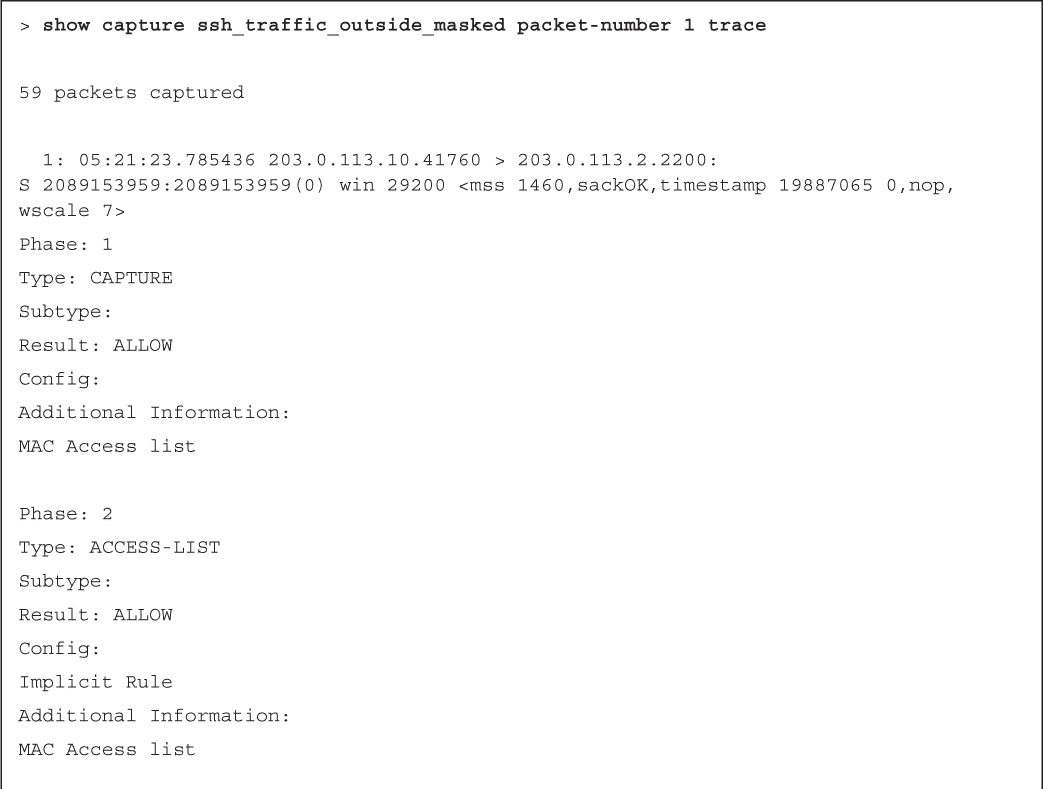 > show capture ssh_traffic_outside_masked packet-number 1 trace
59 packets captured
1: 05:21:23.785436 203.0.113.10.41760 > 203.0.113.2.2200:
S 2089153959:2089153959(0) win 29200 <mss 1460,sackOK,timestamp 19887065 0,nop,
wscale 7>
Phase: 1
Type: CAPTURE
Subtype:
Result: ALLOW
Config:
Additional Information:
MAC Access list
Phase: 2
Type: ACCESS-LIST
Subtype:
Result: ALLOW
Config:
Implicit Rule
Additional Information:
MAC Access list